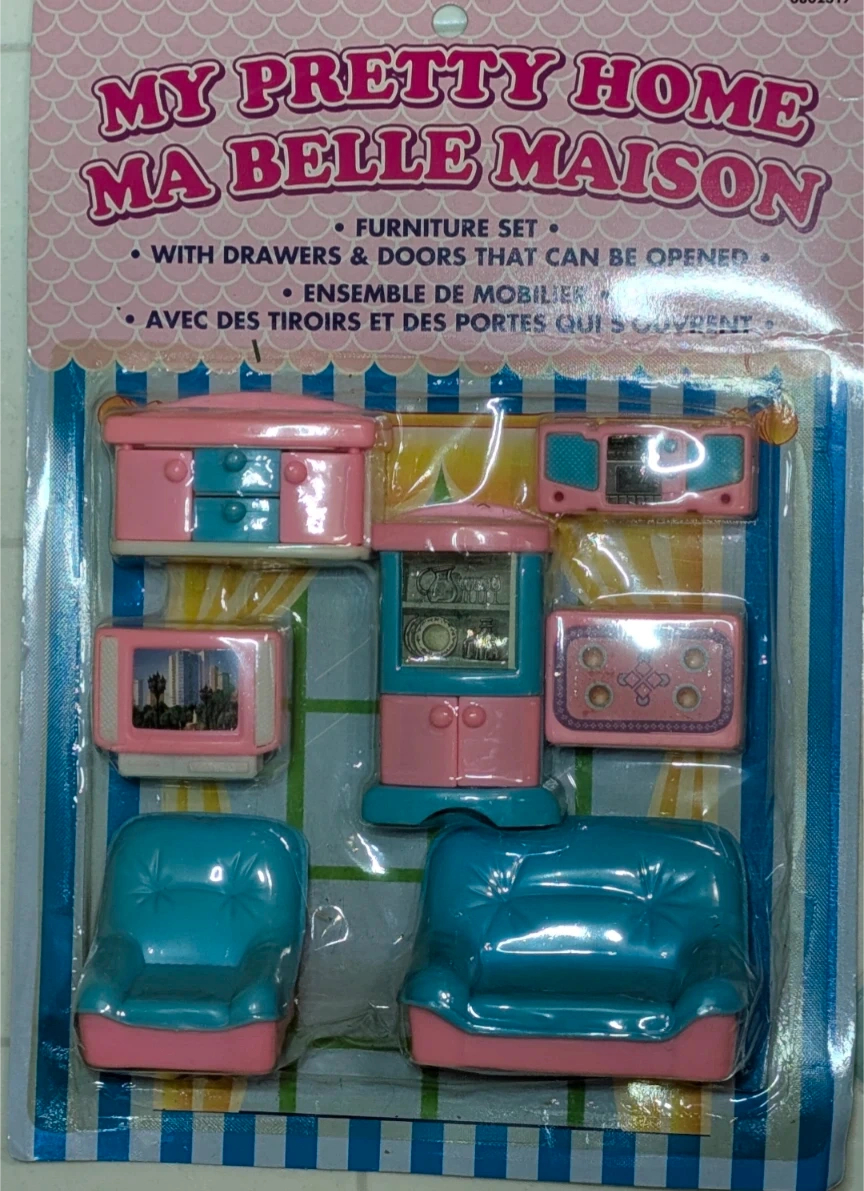 MY PRETTY HOME
MA BELLE MAISON
• FURNITURE SET •
• WITH DRAWERS & DOORS THAT CAN BE OPENED •
• ENSEMBLE DE MOBILIER •
• AVEC DES TIROIRS ET DES PORTES QUI S'OUVRENT •